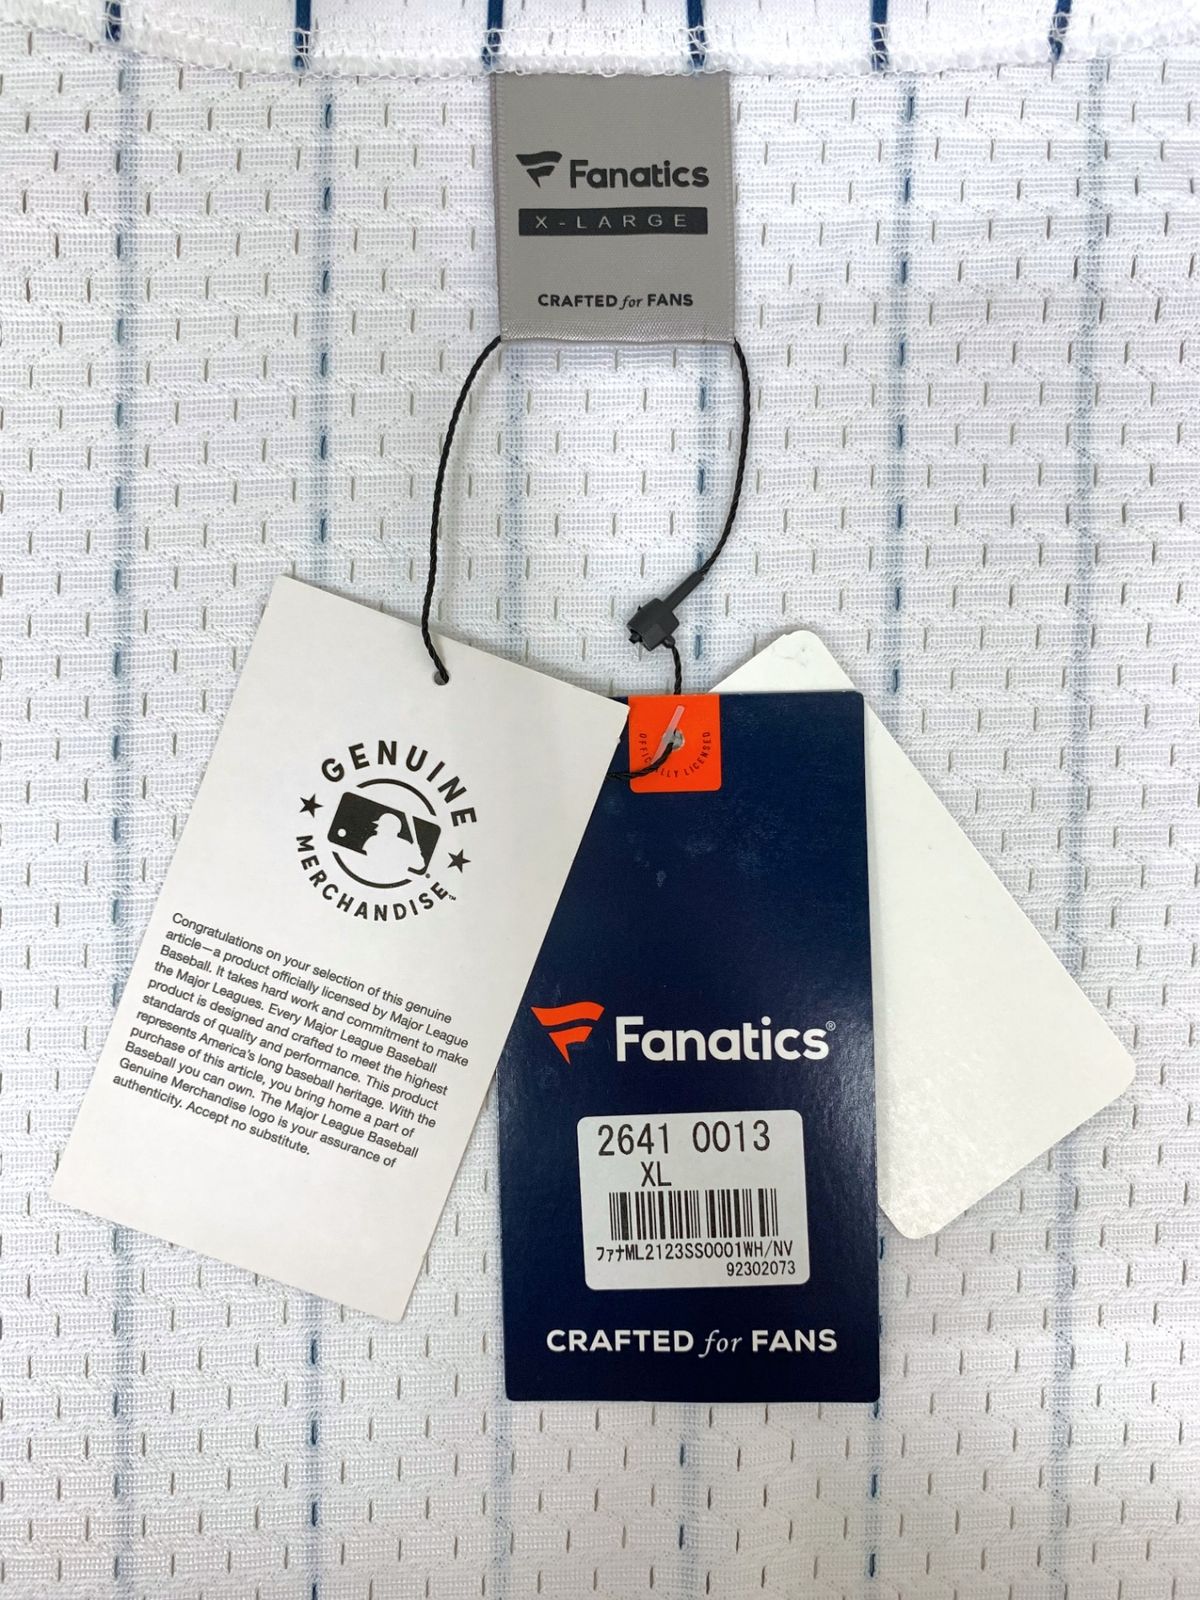 Fanatics
X-LARGE
CRAFTED for FANS
GENUINE
MERCHANDISE™
Congratulations on your selection of this genuine
article—a product officially licensed by Major League
Baseball. It takes hard work and commitment to make
the Major Leagues. Every Major League Baseball
product is designed and crafted to meet the highest
standards of quality and performance. This product
represents America's long baseball heritage. With the
purchase of this article, you bring home a part of
Baseball you can own. The Major League Baseball
Genuine Merchandise logo is your assurance of
authenticity. Accept no substitute.
OFFICIALLY LICENSED
Fanatics®
2641 0013
XL
ファナML2123SS0001WH/NV
92302073
CRAFTED for FANS